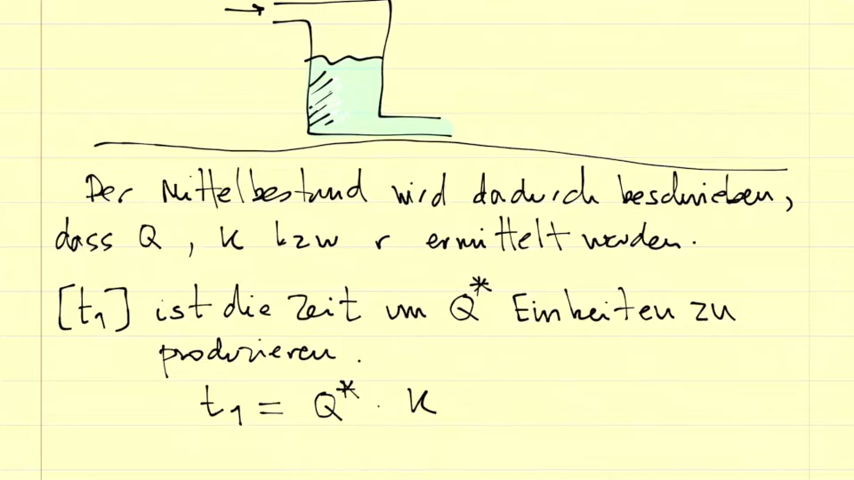 Der Mittelbestand wird dadurch beschrieben,
dass Q, K bzw r ermittelt werden.
[t₁] ist die Zeit um Q* Einheiten zu
produzieren.
t₁ = Q* · K